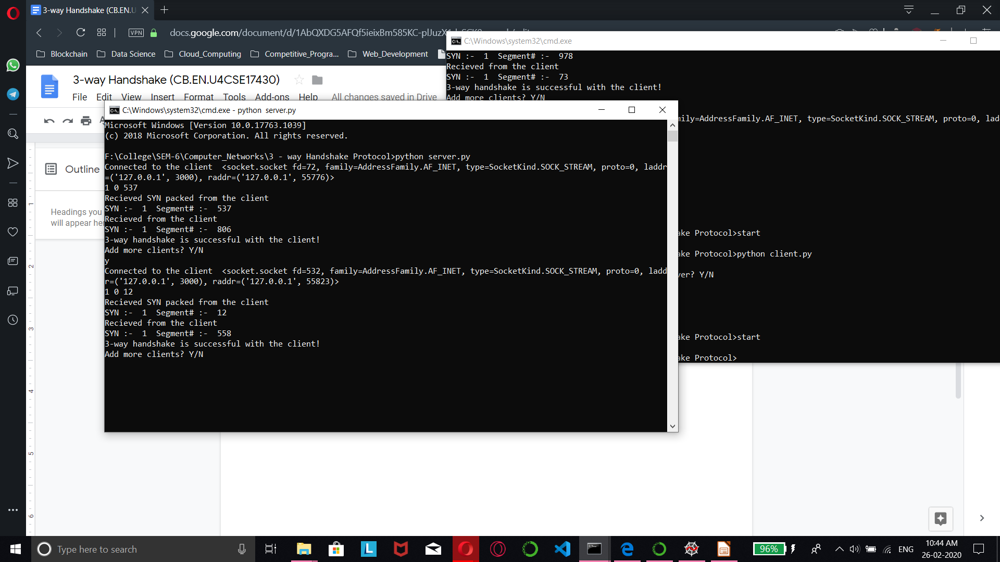 3-way Handshake (CB.EN.U
VPN
docs.google.com/document/d/1AbQXDG5AFQf5ieixBm585KC-plJuzX1
Blockchain
Data Science
Cloud_Computing
Competitive_Progra...
Web_Development
3-way Handshake (CB.EN.U4CSE17430)
File Edit View Insert Format Tools Add-ons Help All changes saved in Drive
Outline
Headings you
will appear her
C:\Windows\system32\cmd.exe
SYN :-  1  Segment# :-  978
Recieved from the client
SYN :-  1  Segment# :-  73
3-way handshake is successful with the client!
Add more clients? Y/N
mily=AddressFamily.AF_INET, type=SocketKind.SOCK_STREAM, proto=0, lad
ake Protocol>start
ake Protocol>python client.py
ver? Y/N
ake Protocol>start
ake Protocol>
C:\Windows\system32\cmd.exe - python  server.py
Microsoft Windows [Version 10.0.17763.1039]
(c) 2018 Microsoft Corporation. All rights reserved.
F:\College\SEM-6\Computer_Networks\3 - way Handshake Protocol>python server.py
Connected to the client  <socket.socket fd=72, family=AddressFamily.AF_INET, type=SocketKind.SOCK_STREAM, proto=0, laddr
=('127.0.0.1', 3000), raddr=('127.0.0.1', 55776)>
1 0 537
Recieved SYN packed from the client
SYN :-  1  Segment# :-  537
Recieved from the client
SYN :-  1  Segment# :-  806
3-way handshake is successful with the client!
Add more clients? Y/N
y
Connected to the client  <socket.socket fd=532, family=AddressFamily.AF_INET, type=SocketKind.SOCK_STREAM, proto=0, ladd
r=('127.0.0.1', 3000), raddr=('127.0.0.1', 55823)>
1 0 12
Recieved SYN packed from the client
SYN :-  1  Segment# :-  12
Recieved from the client
SYN :-  1  Segment# :-  558
3-way handshake is successful with the client!
Add more clients? Y/N
1
2
3
4
5
6
Type here to search
L
96%
ENG
10:44 AM
26-02-2020